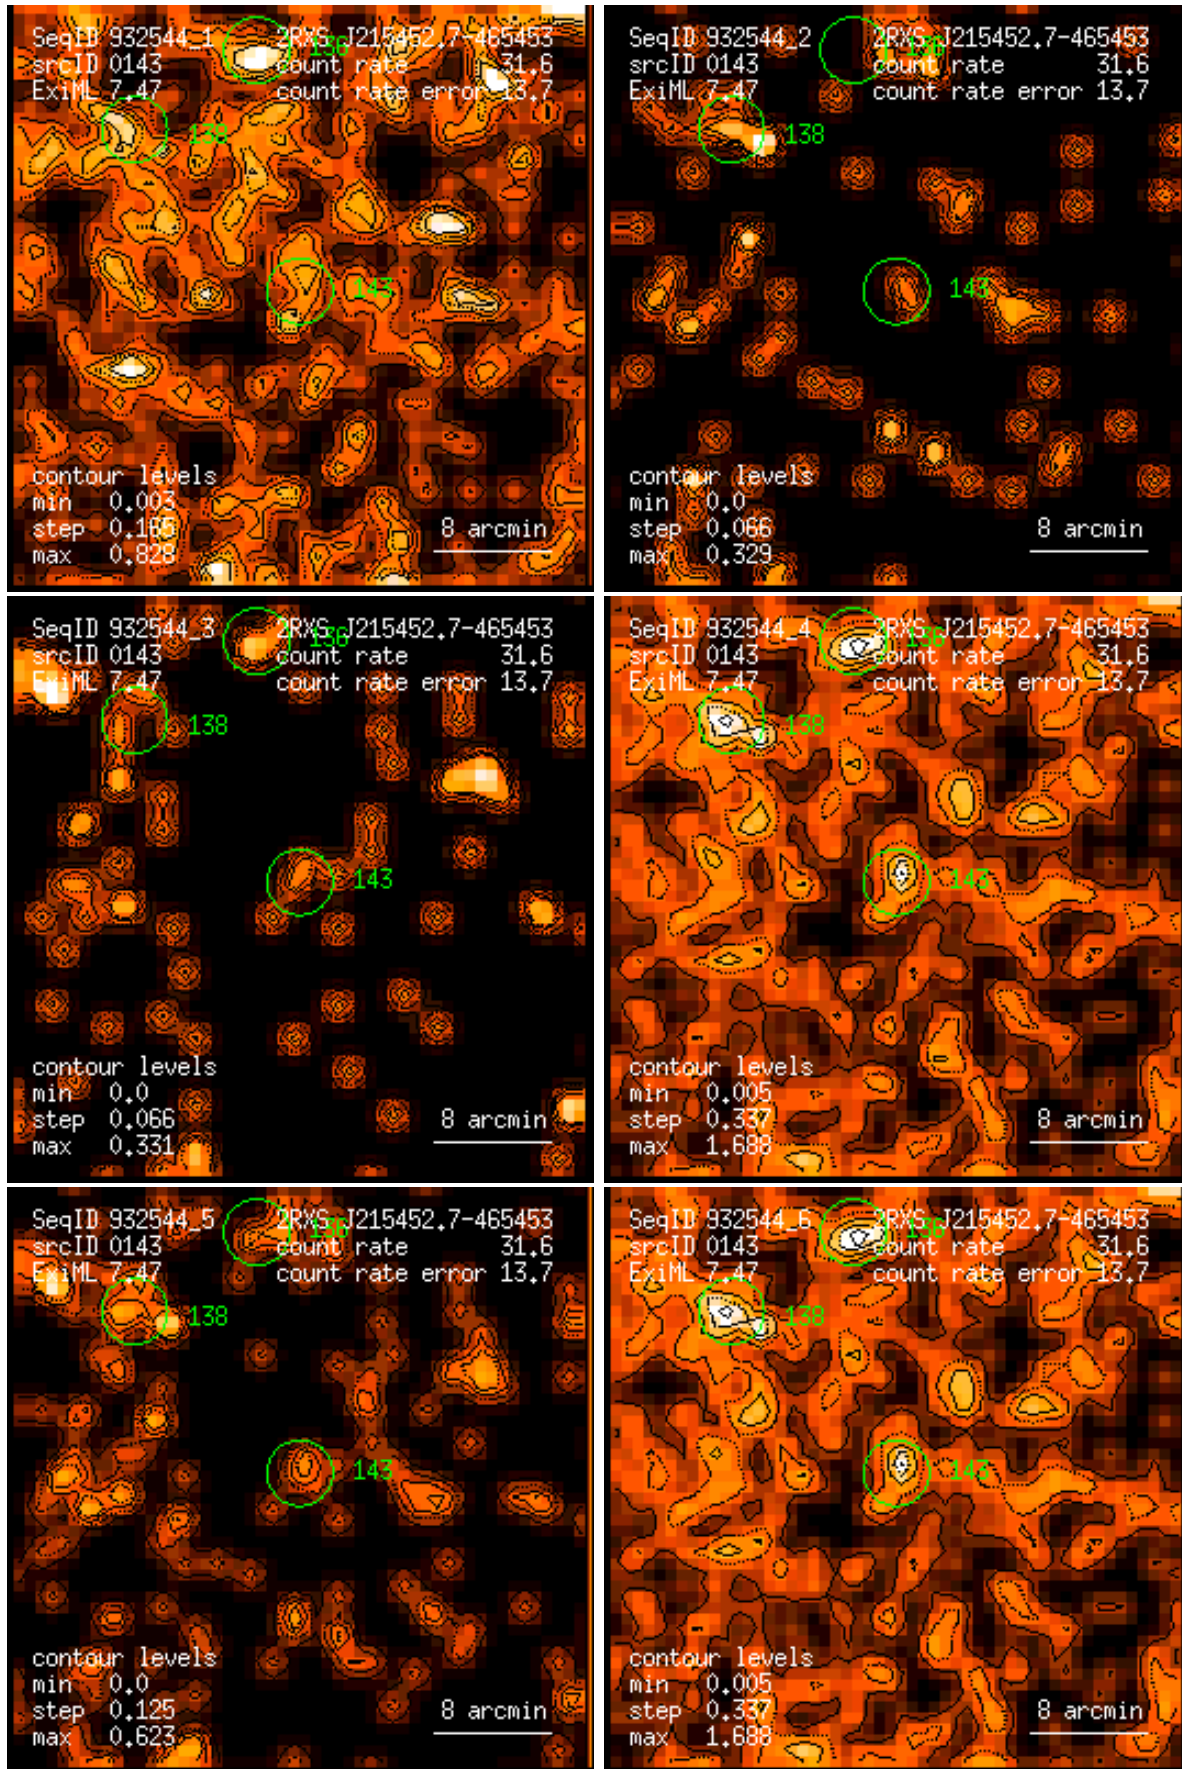 SeqID 932544_1 2RXS J215452.7-465453
136
srcID 0143 count rate 31.6
ExiML 7.47 count rate error 13.7
138
143
contour levels
min 0.003
step 0.165 8 arcmin
max 0.828
SeqID 932544_2 2RXS J215452.7-465453
136
srcID 0143 count rate 31.6
ExiML 7.47 count rate error 13.7
138
143
contour levels
min 0.0
step 0.066 8 arcmin
max 0.329
SeqID 932544_3 2RXS J215452.7-465453
136
srcID 0143 count rate 31.6
ExiML 7.47 count rate error 13.7
138
143
contour levels
min 0.0
step 0.066 8 arcmin
max 0.331
SeqID 932544_4 2RXS J215452.7-465453
136
srcID 0143 count rate 31.6
ExiML 7.47 count rate error 13.7
138
143
contour levels
min 0.005
step 0.337 8 arcmin
max 1.688
SeqID 932544_5 2RXS J215452.7-465453
136
srcID 0143 count rate 31.6
ExiML 7.47 count rate error 13.7
138
143
contour levels
min 0.0
step 0.125 8 arcmin
max 0.623
SeqID 932544_6 2RXS J215452.7-465453
136
srcID 0143 count rate 31.6
ExiML 7.47 count rate error 13.7
138
143
contour levels
min 0.005
step 0.337 8 arcmin
max 1.688